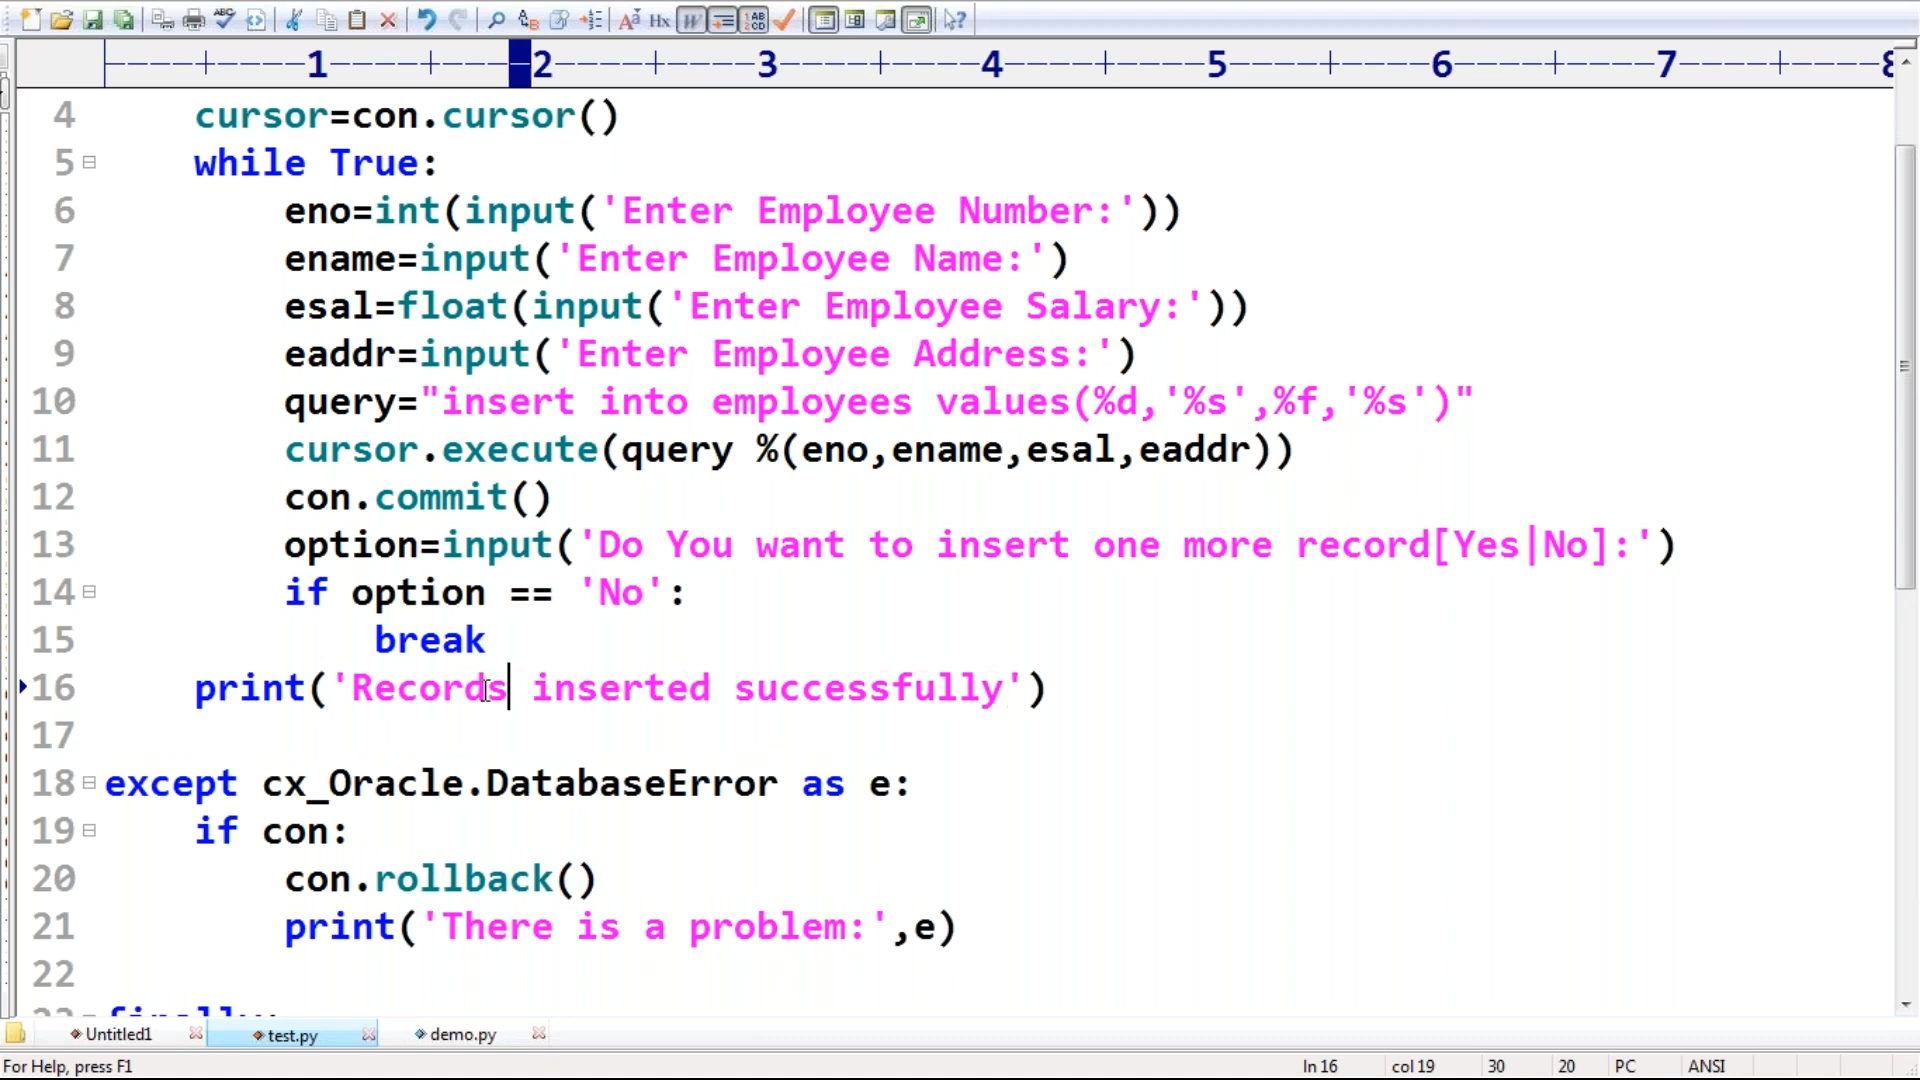 1 2 3 4 5 6 7 8
4 cursor=con.cursor()
5 while True:
6 eno=int(input('Enter Employee Number:'))
7 ename=input('Enter Employee Name:')
8 esal=float(input('Enter Employee Salary:'))
9 eaddr=input('Enter Employee Address:')
10 query="insert into employees values(%d,'%s',%f,'%s')"
11 cursor.execute(query %(eno,ename,esal,eaddr))
12 con.commit()
13 option=input('Do You want to insert one more record[Yes|No]:')
14 if option == 'No':
15 break
16 print('Records inserted successfully')
17
18 except cx_Oracle.DatabaseError as e:
19 if con:
20 con.rollback()
21 print('There is a problem:',e)
22
23 finally:
Untitled1 test.py demo.py
For Help, press F1 ln 16 col 19 30 20 PC ANSI